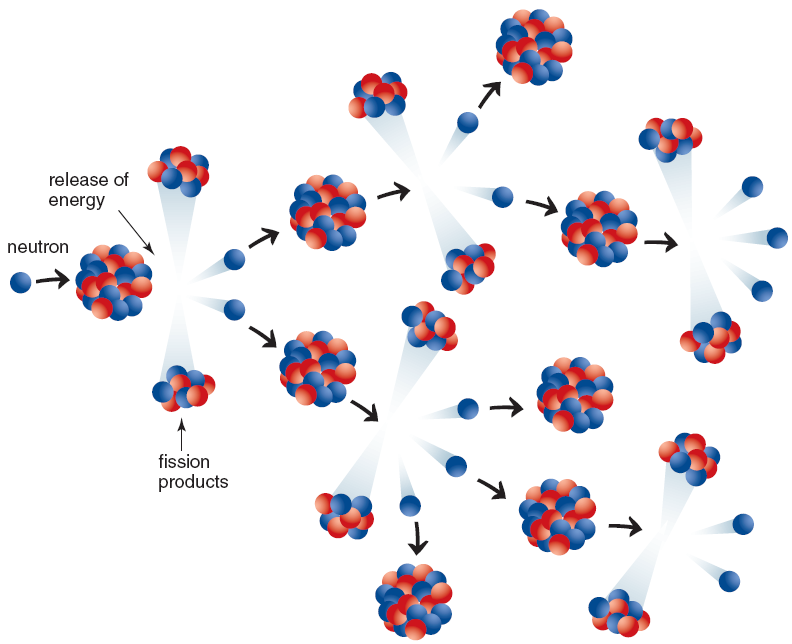 release of
energy
neutron
fission
products